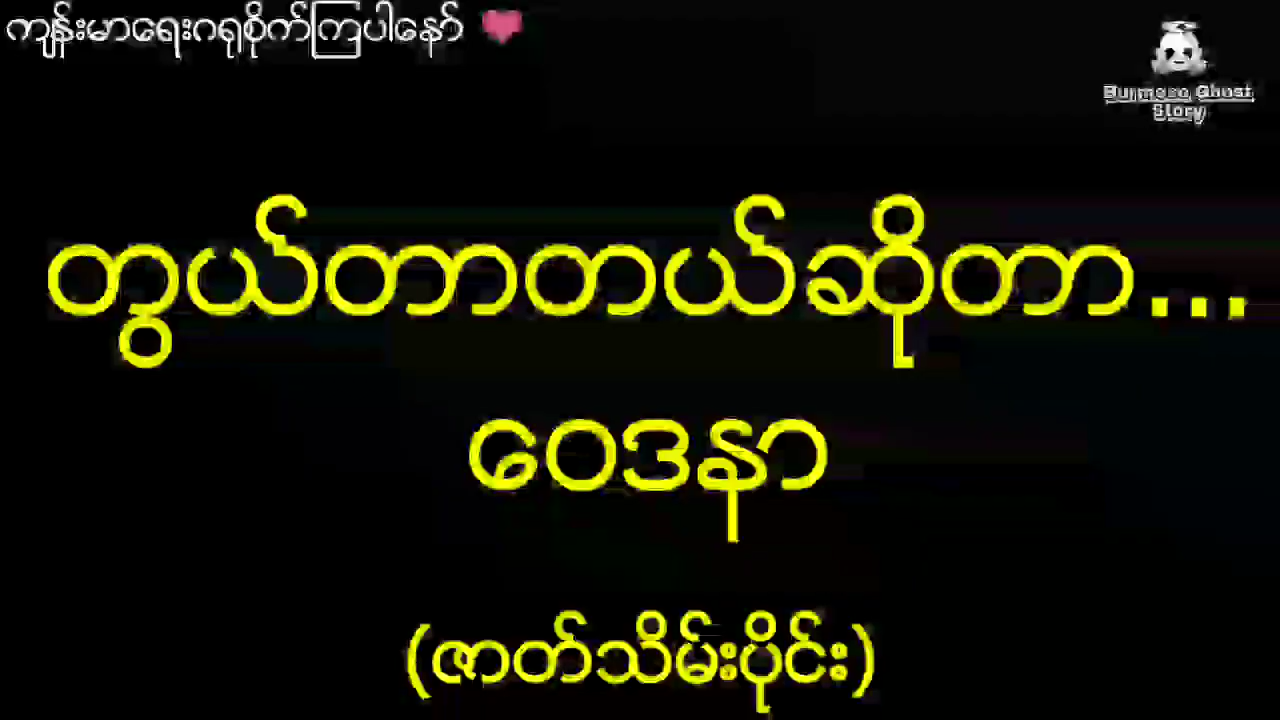 ကျန်းမာရေးဂရုစိုက်ကြပါနော် ❤
Burmese Ghost
Story
တွယ်တာတယ်ဆိုတာ...
ဝေဒနာ
(ဇာတ်သိမ်းပိုင်း)